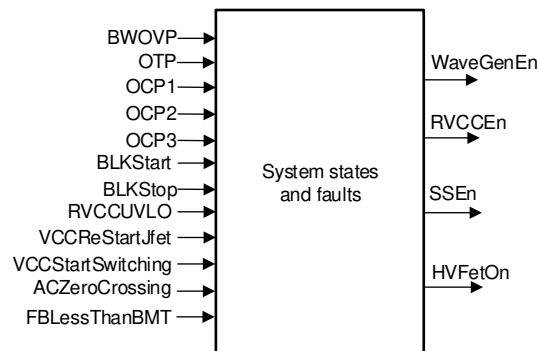 BWOVP
OTP
OCP1
OCP2
OCP3
BLKStart
BLKStop
RVCCUVLO
VCCReStartJfet
VCCStartSwitching
ACZeroCrossing
FBLessThanBMT
System states
and faults
WaveGenEn
RVCCEn
SSEn
HVFetOn